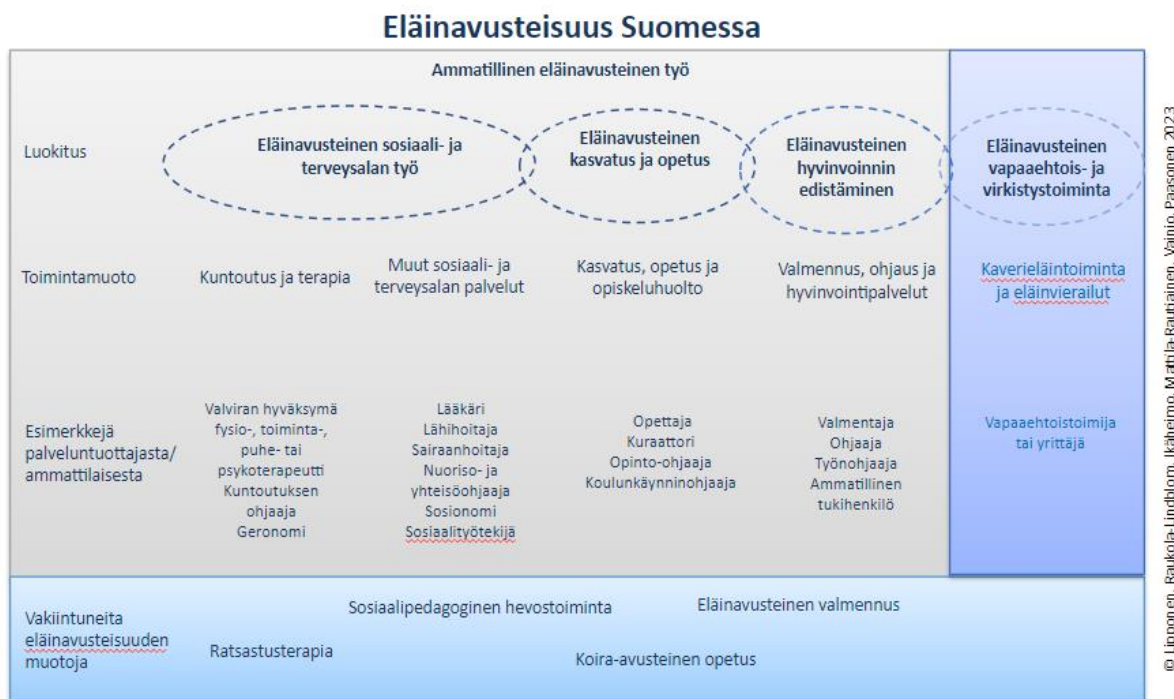 Eläinavusteisuus Suomessa
Ammatillinen eläinavusteinen työ
Luokitus
Eläinavusteinen sosiaali- ja
terveysalan työ
Eläinavusteinen
kasvatus ja opetus
Eläinavusteinen
hyvinvoinnin
edistäminen
Eläinavusteinen
vapaaehtois- ja
virkistystoiminta
Toimintamuoto
Kuntoutus ja terapia
Muut sosiaali- ja
terveysalan palvelut
Kasvatus, opetus ja
opiskeluhuolto
Valmennus, ohjaus ja
hyvinvointipalvelut
Kaverieläintoiminta
ja eläinvierailut
Esimerkkejä
palveluntuottajasta/
ammattilaisesta
Valviran hyväksymä
fysio-, toiminta-,
puhe- tai
psykoterapeutti
Kuntoutuksen
ohjaaja
Geronomi
Lääkäri
Lähihoitaja
Sairaanhoitaja
Nuoriso- ja
yhteisöohjaaja
Sosionomi
Sosiaalityötekijä
Opettaja
Kuraattori
Opinto-ohjaaja
Koulunkäynninohjaaja
Valmentaja
Ohjaaja
Työnohjaaja
Ammatillinen
tukihenkilö
Vapaaehtoistoimija
tai yrittäjä
Vakiintuneita
eläinavusteisuuden
muotoja
Sosiaalipedagoginen hevostoiminta
Eläinavusteinen valmennus
Ratsastusterapia
Koira-avusteinen opetus
© Lipponen, Raukola-Lindblom, Ikäheimo, Mattila-Rautiainen, Vainio, Paasonen 2023